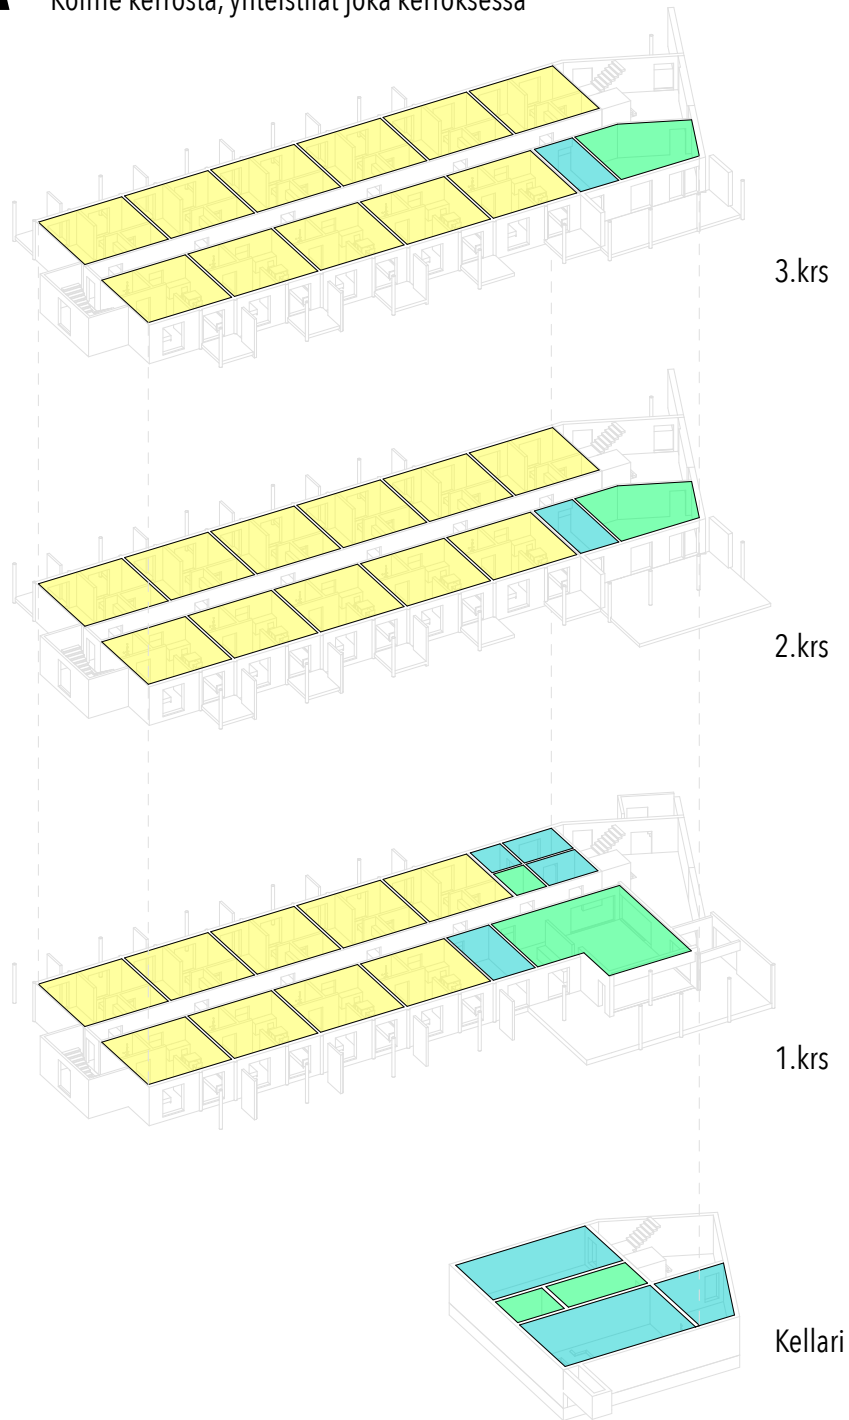 Kolme kerrosta, yhteistilat joka kerroksessa
3.krs
2.krs
1.krs
Kellari